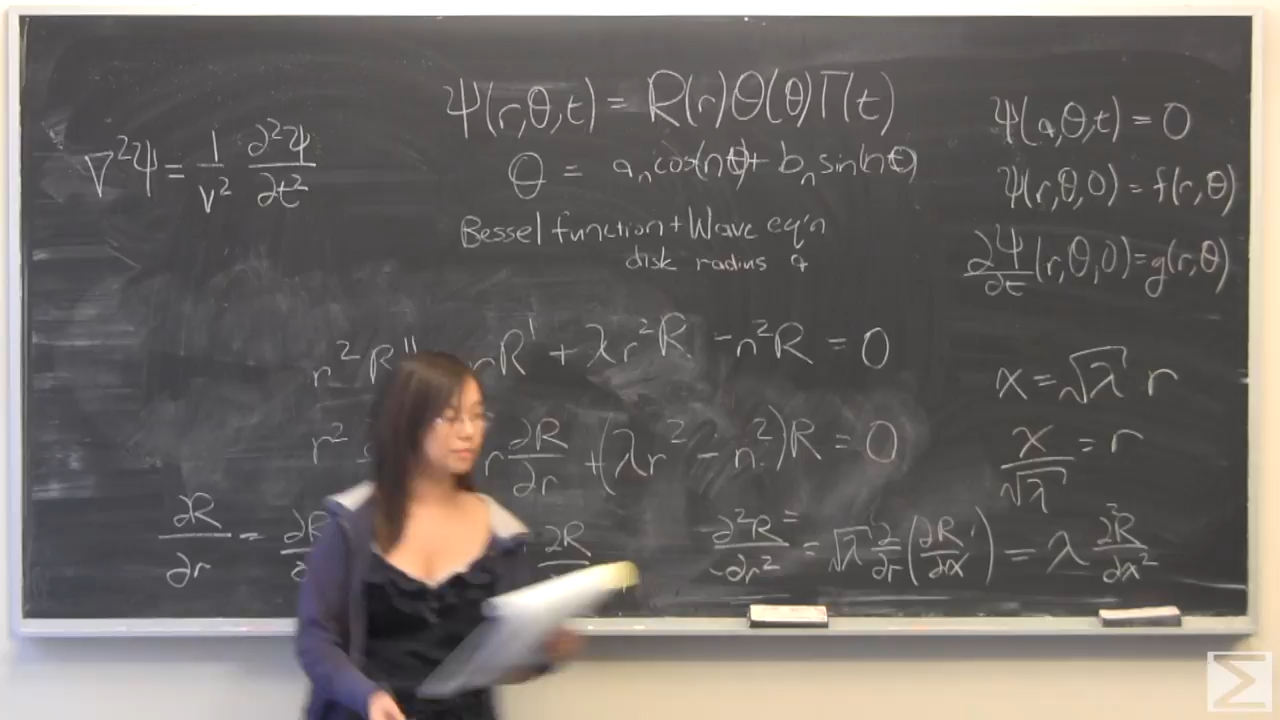 Ψ(r,θ,t) = R(r)Θ(θ)T(t)
∇²Ψ = 1/v² ∂²Ψ/∂t²
Θ = aₙcos(nθ)+ bₙsin(nθ)
Bessel function + Wave eq'n
disk radius a
Ψ(a,θ,t) = 0
Ψ(r,θ,0) = f(r,θ)
∂Ψ/∂t (r,θ,0)=g(r,θ)
r²R'' rR' + λr²R -n²R = 0
r² r ∂R/∂r +(λr² - n²)R = 0
x = √λ r
x/√λ = r
∂R/∂r = ∂R ∂R
∂²R/∂r² = √λ ∂/∂r (∂R/∂x) = λ ∂²R/∂x²
Σ